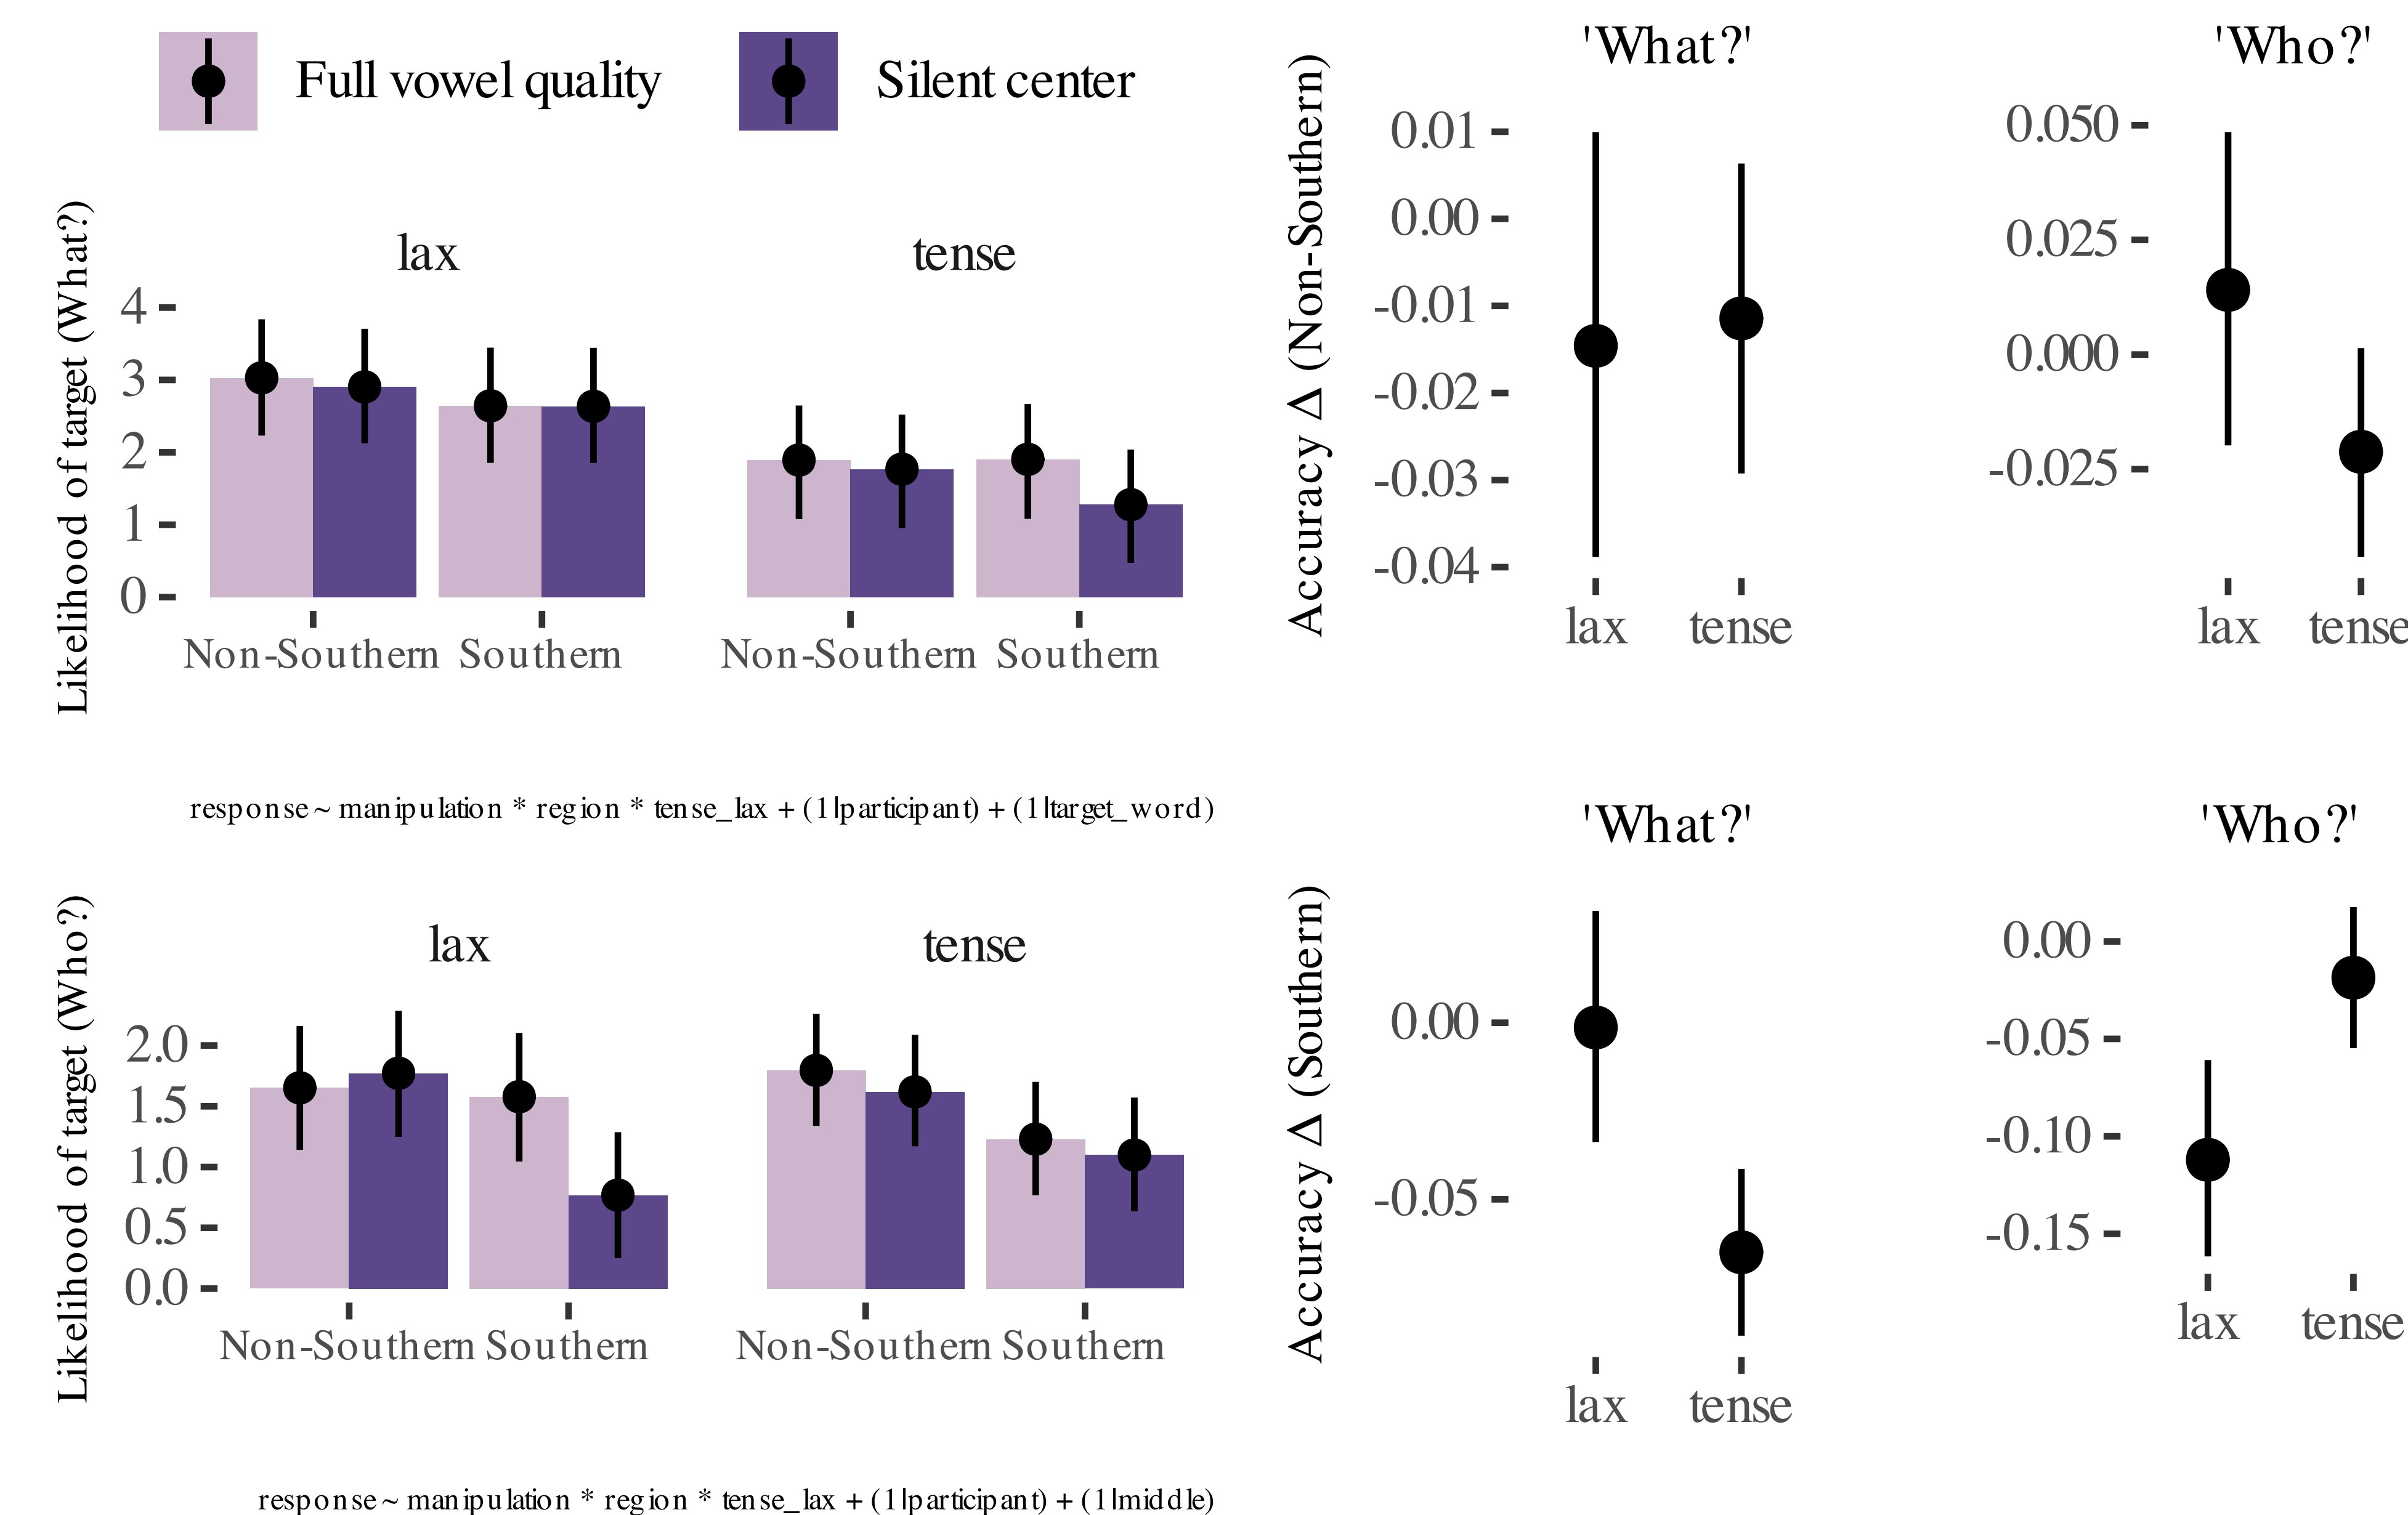 Full vowel quality
Silent center
Likelihood of target (What?)
lax
tense
4
3
2
1
0
Non-Southern
Southern
Non-Southern
Southern
response ~ manipulation * region * tense_lax + (1|participant) + (1|target_word)
Accuracy Δ (Non-Southern)
'What?'
0.01
0.00
-0.01
-0.02
-0.03
-0.04
lax
tense
'Who?'
0.050
0.025
0.000
-0.025
lax
tense
Likelihood of target (Who?)
lax
tense
2.0
1.5
1.0
0.5
0.0
Non-Southern
Southern
Non-Southern
Southern
response ~ manipulation * region * tense_lax + (1|participant) + (1|middle)
Accuracy Δ (Southern)
'What?'
0.00
-0.05
lax
tense
'Who?'
0.00
-0.05
-0.10
-0.15
lax
tense